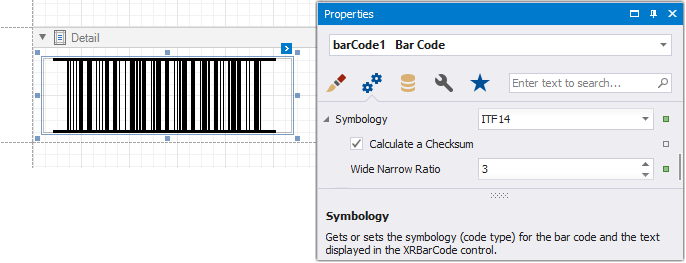 Detail
Properties
barCode1 Bar Code
Enter text to search...
Symbology ITF14
Calculate a Checksum
Wide Narrow Ratio 3
Symbology
Gets or sets the symbology (code type) for the bar code and the text
displayed in the XRBarCode control.